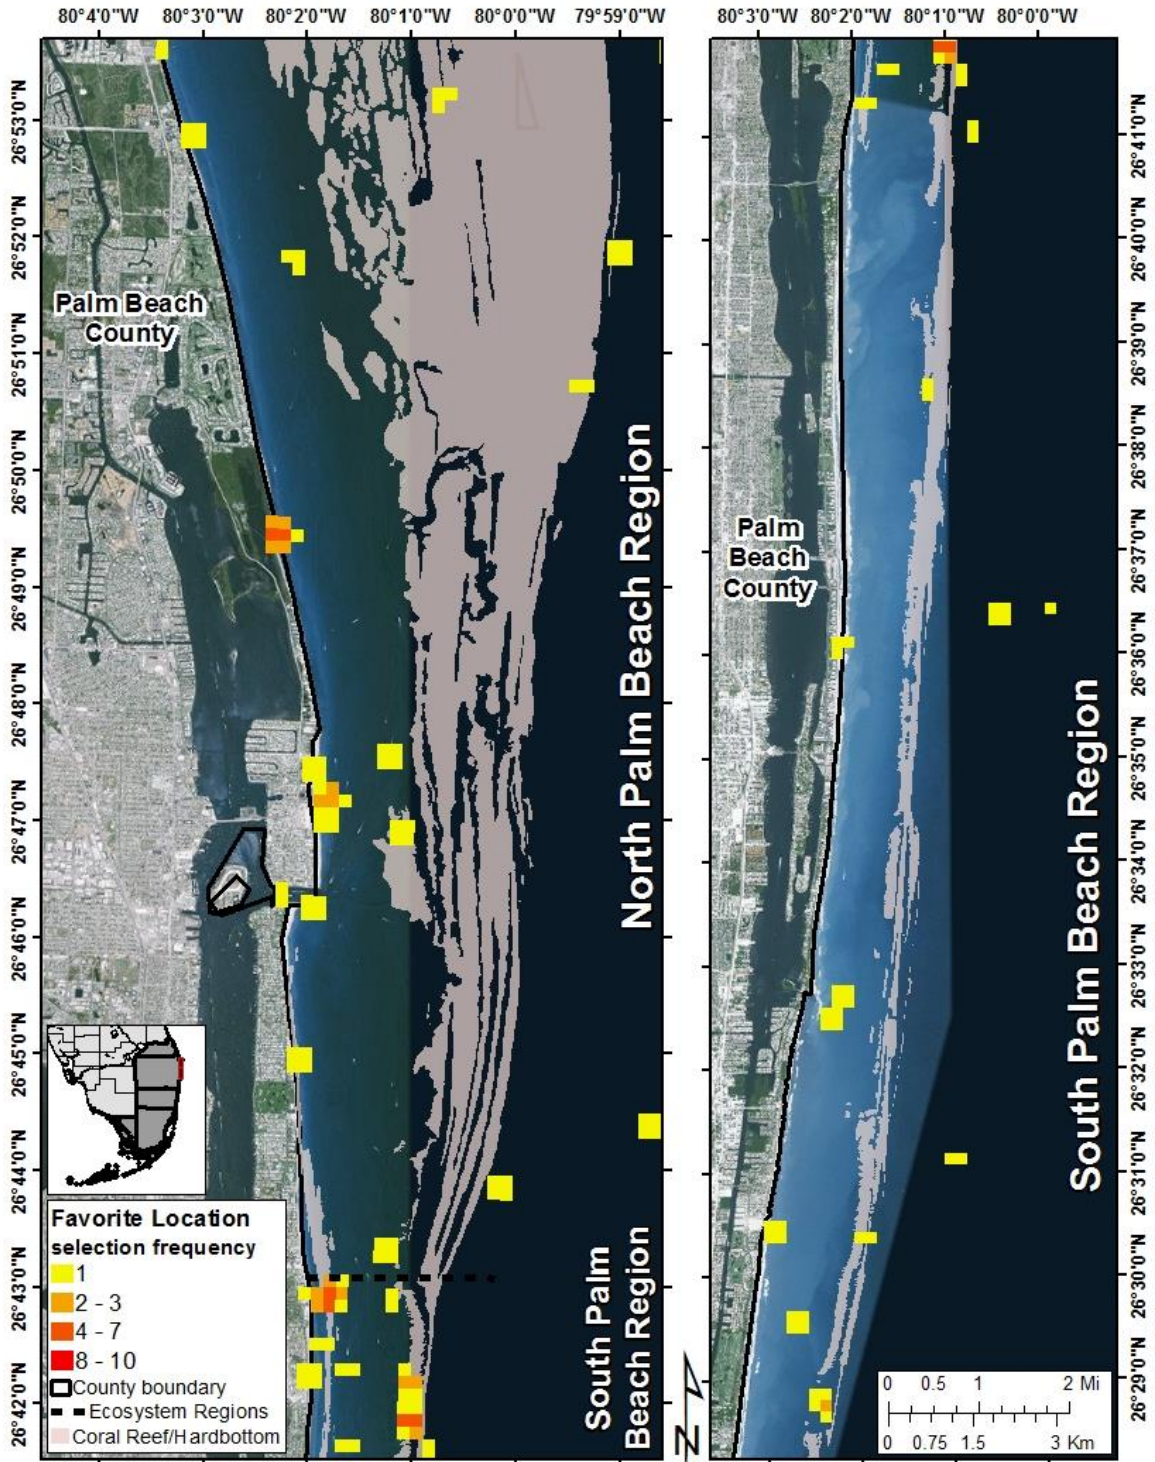 80°4'0"W 80°3'0"W 80°2'0"W 80°1'0"W 80°0'0"W 79°59'0"W
80°3'0"W 80°2'0"W 80°1'0"W 80°0'0"W
26°53'0"N
26°52'0"N
26°51'0"N
26°50'0"N
26°49'0"N
26°48'0"N
26°47'0"N
26°46'0"N
26°45'0"N
26°44'0"N
26°43'0"N
26°42'0"N
Palm Beach
County
North Palm Beach Region
South Palm
Beach Region
Favorite Location
selection frequency
1
2 - 3
4 - 7
8 - 10
County boundary
Ecosystem Regions
Coral Reef/Hardbottom
N
Palm
Beach
County
South Palm Beach Region
26°41'0"N
26°40'0"N
26°39'0"N
26°38'0"N
26°37'0"N
26°36'0"N
26°35'0"N
26°34'0"N
26°33'0"N
26°32'0"N
26°31'0"N
26°30'0"N
26°29'0"N
0 0.5 1 2 Mi
0 0.75 1.5 3 Km